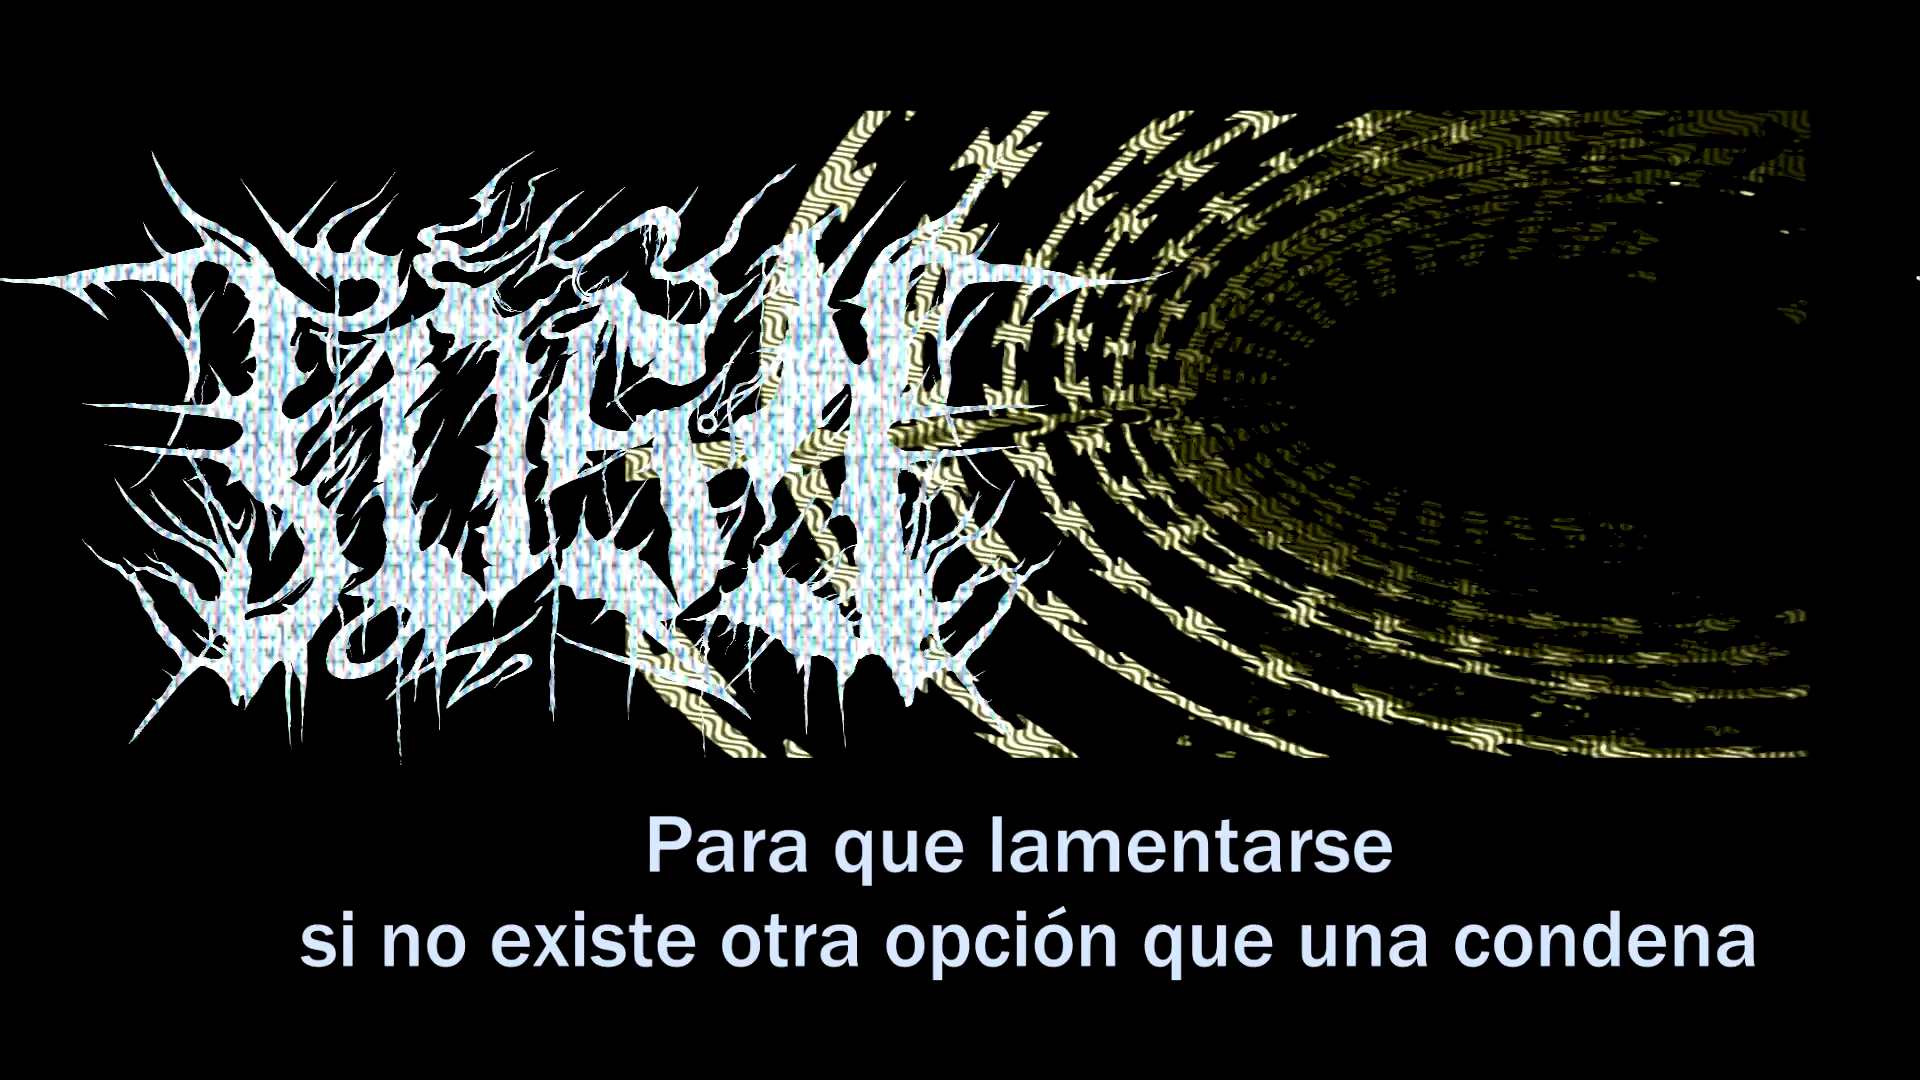 Para que lamentarse
si no existe otra opción que una condena